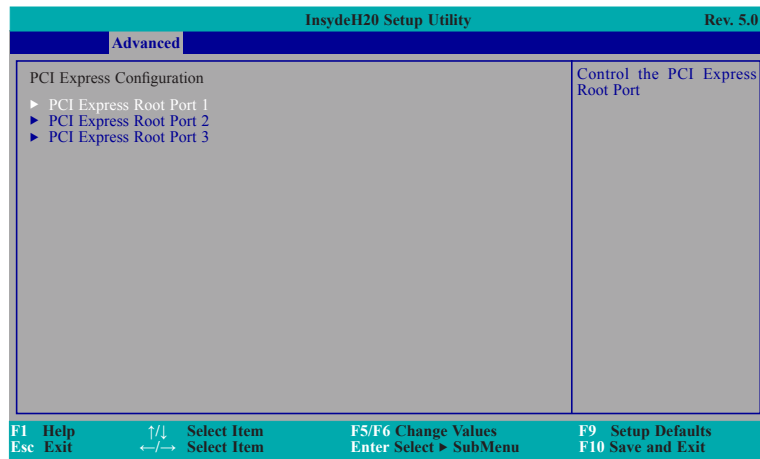 InsydeH20 Setup Utility Rev. 5.0
Advanced
PCI Express Configuration
► PCI Express Root Port 1
► PCI Express Root Port 2
► PCI Express Root Port 3
Control the PCI Express
Root Port
F1 Help ↑/↓ Select Item F5/F6 Change Values F9 Setup Defaults
Esc Exit ←/→ Select Item Enter Select ► SubMenu F10 Save and Exit